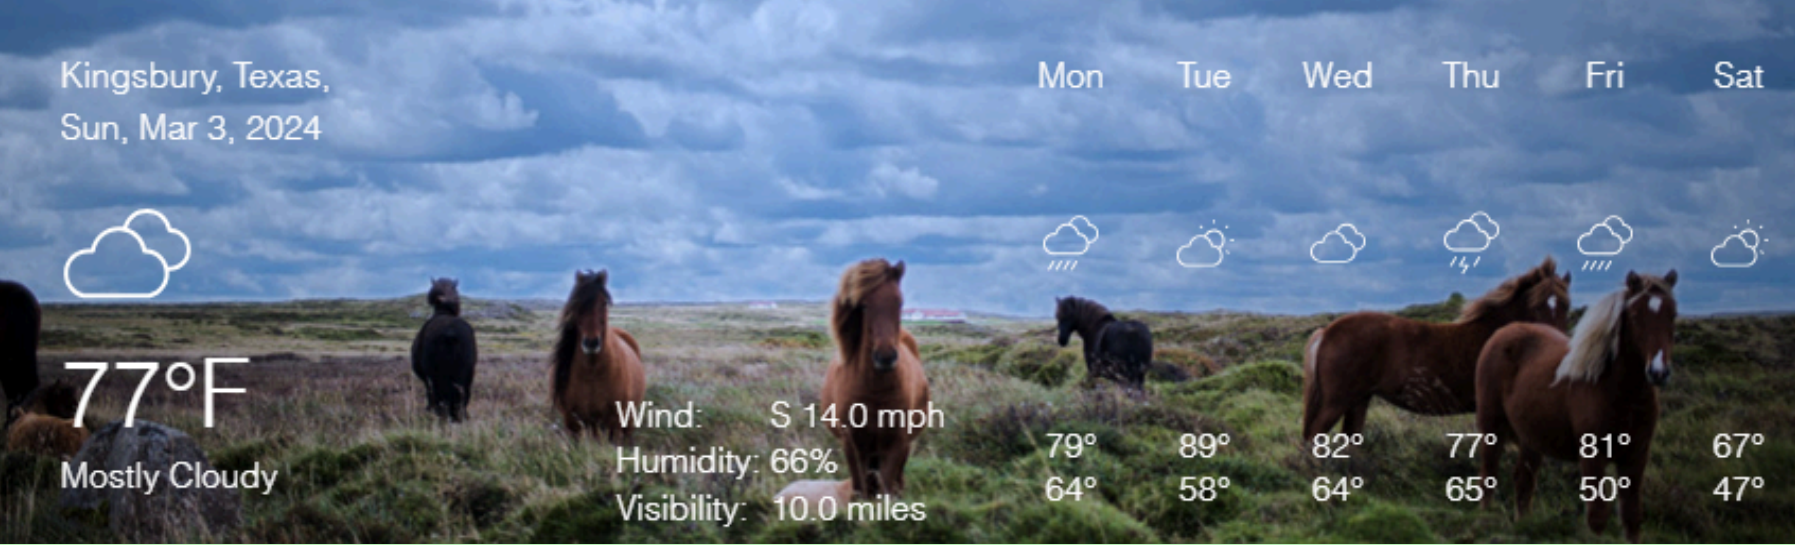 Kingsbury, Texas,
Sun, Mar 3, 2024
77°F
Mostly Cloudy
Wind: S 14.0 mph
Humidity: 66%
Visibility: 10.0 miles
Mon Tue Wed Thu Fri Sat
79° 89° 82° 77° 81° 67°
64° 58° 64° 65° 50° 47°